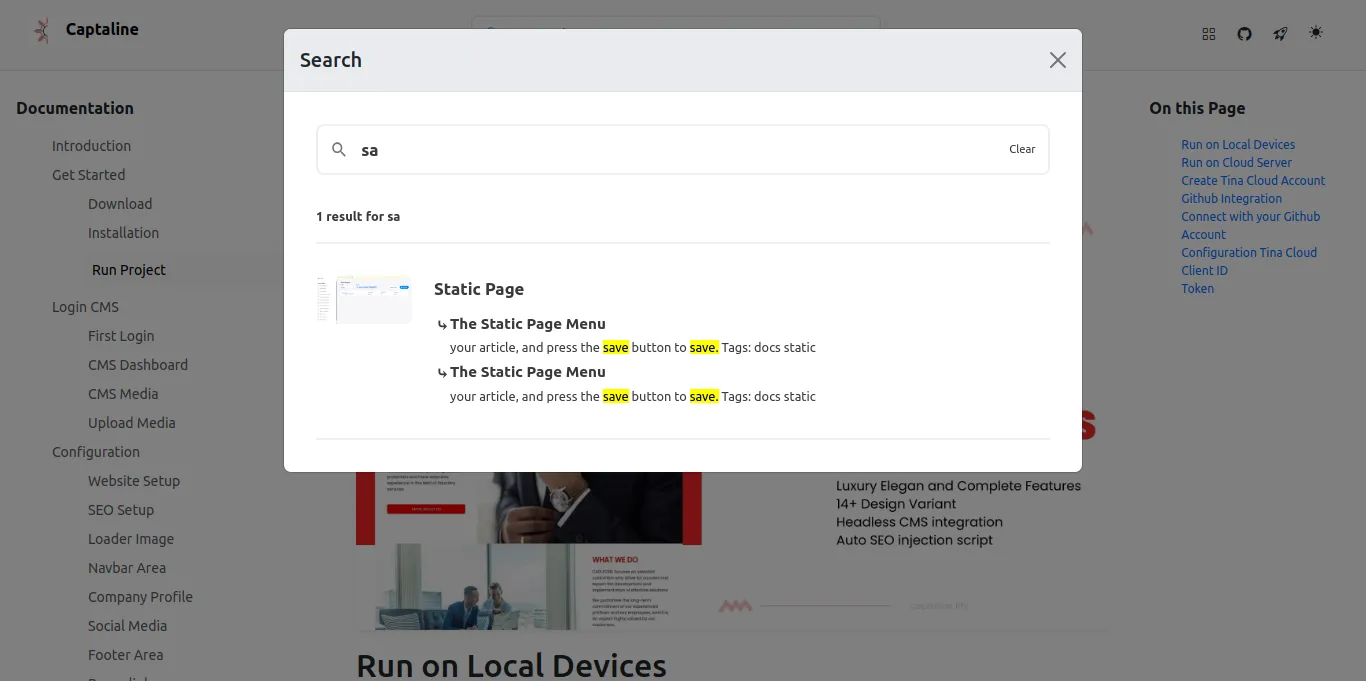 Captaline
Search
sa
Clear
1 result for sa
Static Page
The Static Page Menu
your article, and press the save button to save. Tags: docs static
The Static Page Menu
your article, and press the save button to save. Tags: docs static
Documentation
Introduction
Get Started
Download
Installation
Run Project
Login CMS
First Login
CMS Dashboard
CMS Media
Upload Media
Configuration
Website Setup
SEO Setup
Loader Image
Navbar Area
Company Profile
Social Media
Footer Area
On this Page
Run on Local Devices
Run on Cloud Server
Create Tina Cloud Account
Github Integration
Connect with your Github
Account
Configuration Tina Cloud
Client ID
Token
Luxury Elegan and Complete Features
14+ Design Variant
Headless CMS integration
Auto SEO injection script
WHAT WE DO
Run on Local Devices